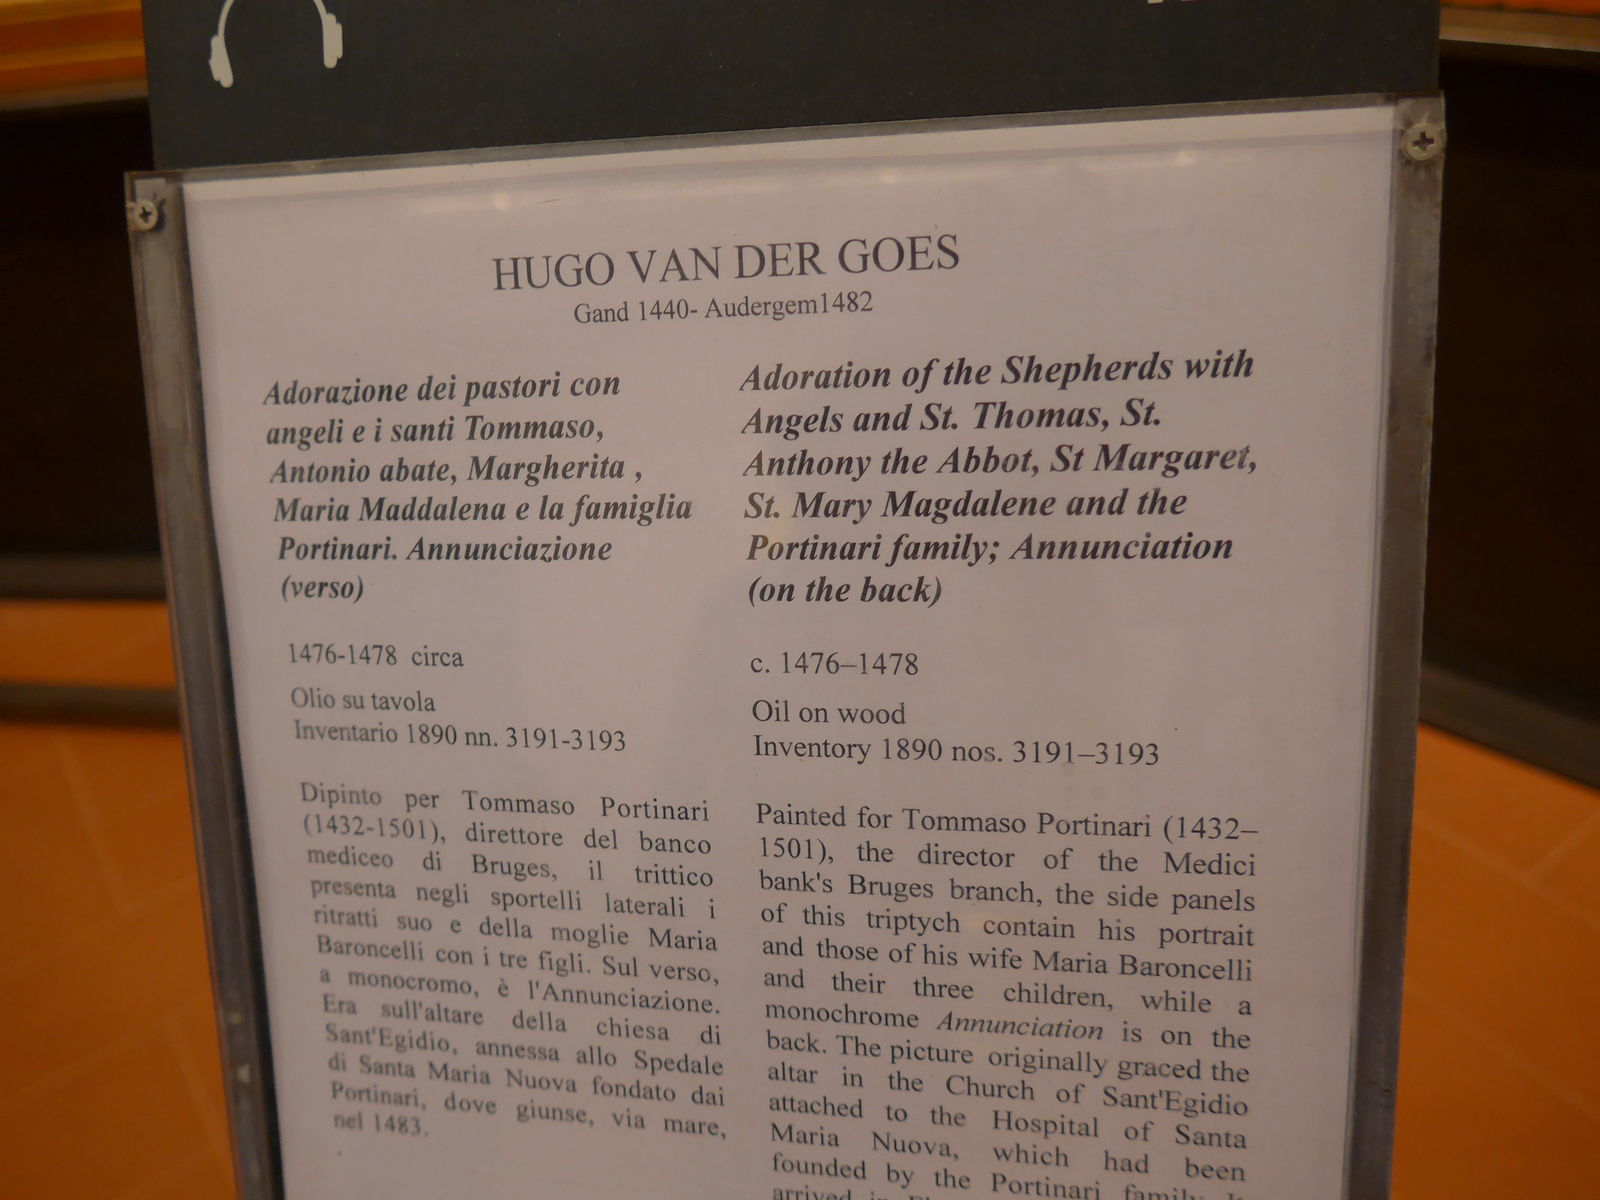 HUGO VAN DER GOES
Gand 1440- Audergem1482
Adorazione dei pastori con
angeli e i santi Tommaso,
Antonio abate, Margherita ,
Maria Maddalena e la famiglia
Portinari. Annunciazione
(verso)
1476-1478 circa
Olio su tavola
Inventario 1890 nn. 3191-3193
Dipinto per Tommaso Portinari
(1432-1501), direttore del banco
mediceo di Bruges, il trittico
presenta negli sportelli laterali i
ritratti suo e della moglie Maria
Baroncelli con i tre figli. Sul verso,
a monocromo, è l'Annunciazione.
Era sull'altare della chiesa di
Sant'Egidio, annessa allo Spedale
di Santa Maria Nuova fondato dai
Portinari, dove giunse, via mare,
nel 1483.
Adoration of the Shepherds with
Angels and St. Thomas, St.
Anthony the Abbot, St Margaret,
St. Mary Magdalene and the
Portinari family; Annunciation
(on the back)
c. 1476–1478
Oil on wood
Inventory 1890 nos. 3191–3193
Painted for Tommaso Portinari (1432–
1501), the director of the Medici
bank's Bruges branch, the side panels
of this triptych contain his portrait
and those of his wife Maria Baroncelli
and their three children, while a
monochrome Annunciation is on the
back. The picture originally graced the
altar in the Church of Sant'Egidio
attached to the Hospital of Santa
Maria Nuova, which had been
founded by the Portinari family. It
arrived in